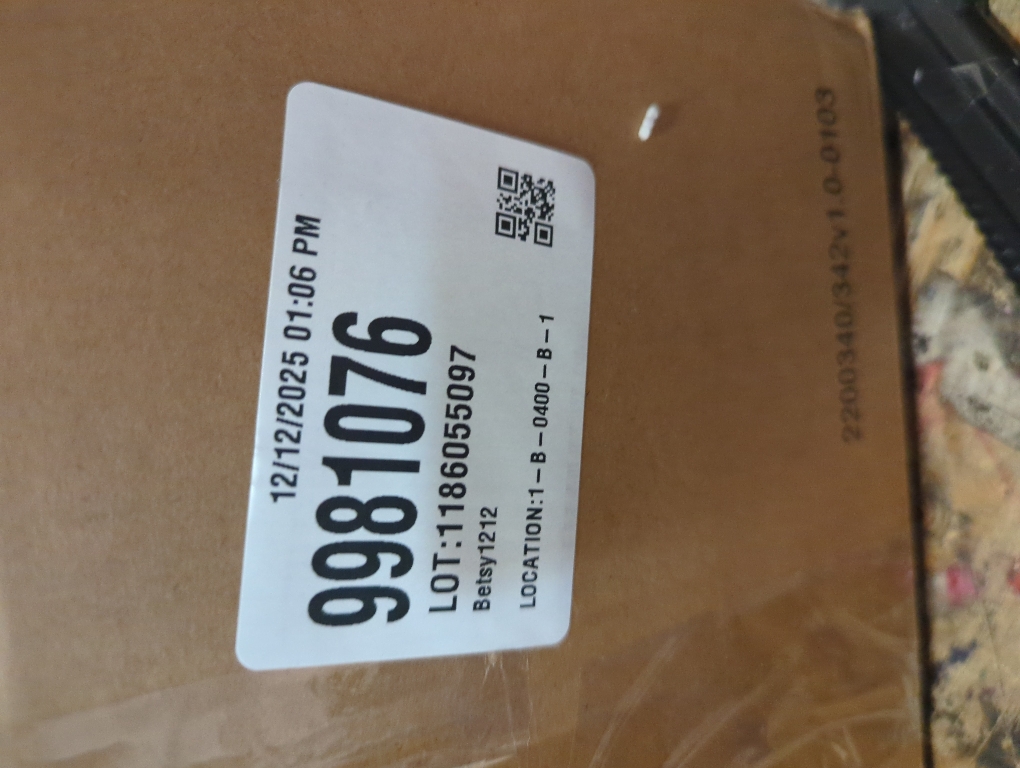 12/12/2025 01:06 PM
9981076
LOT:1186055097
Betsy1212
LOCATION:1-B-0400-B-1
2200340/342v1.0-0103